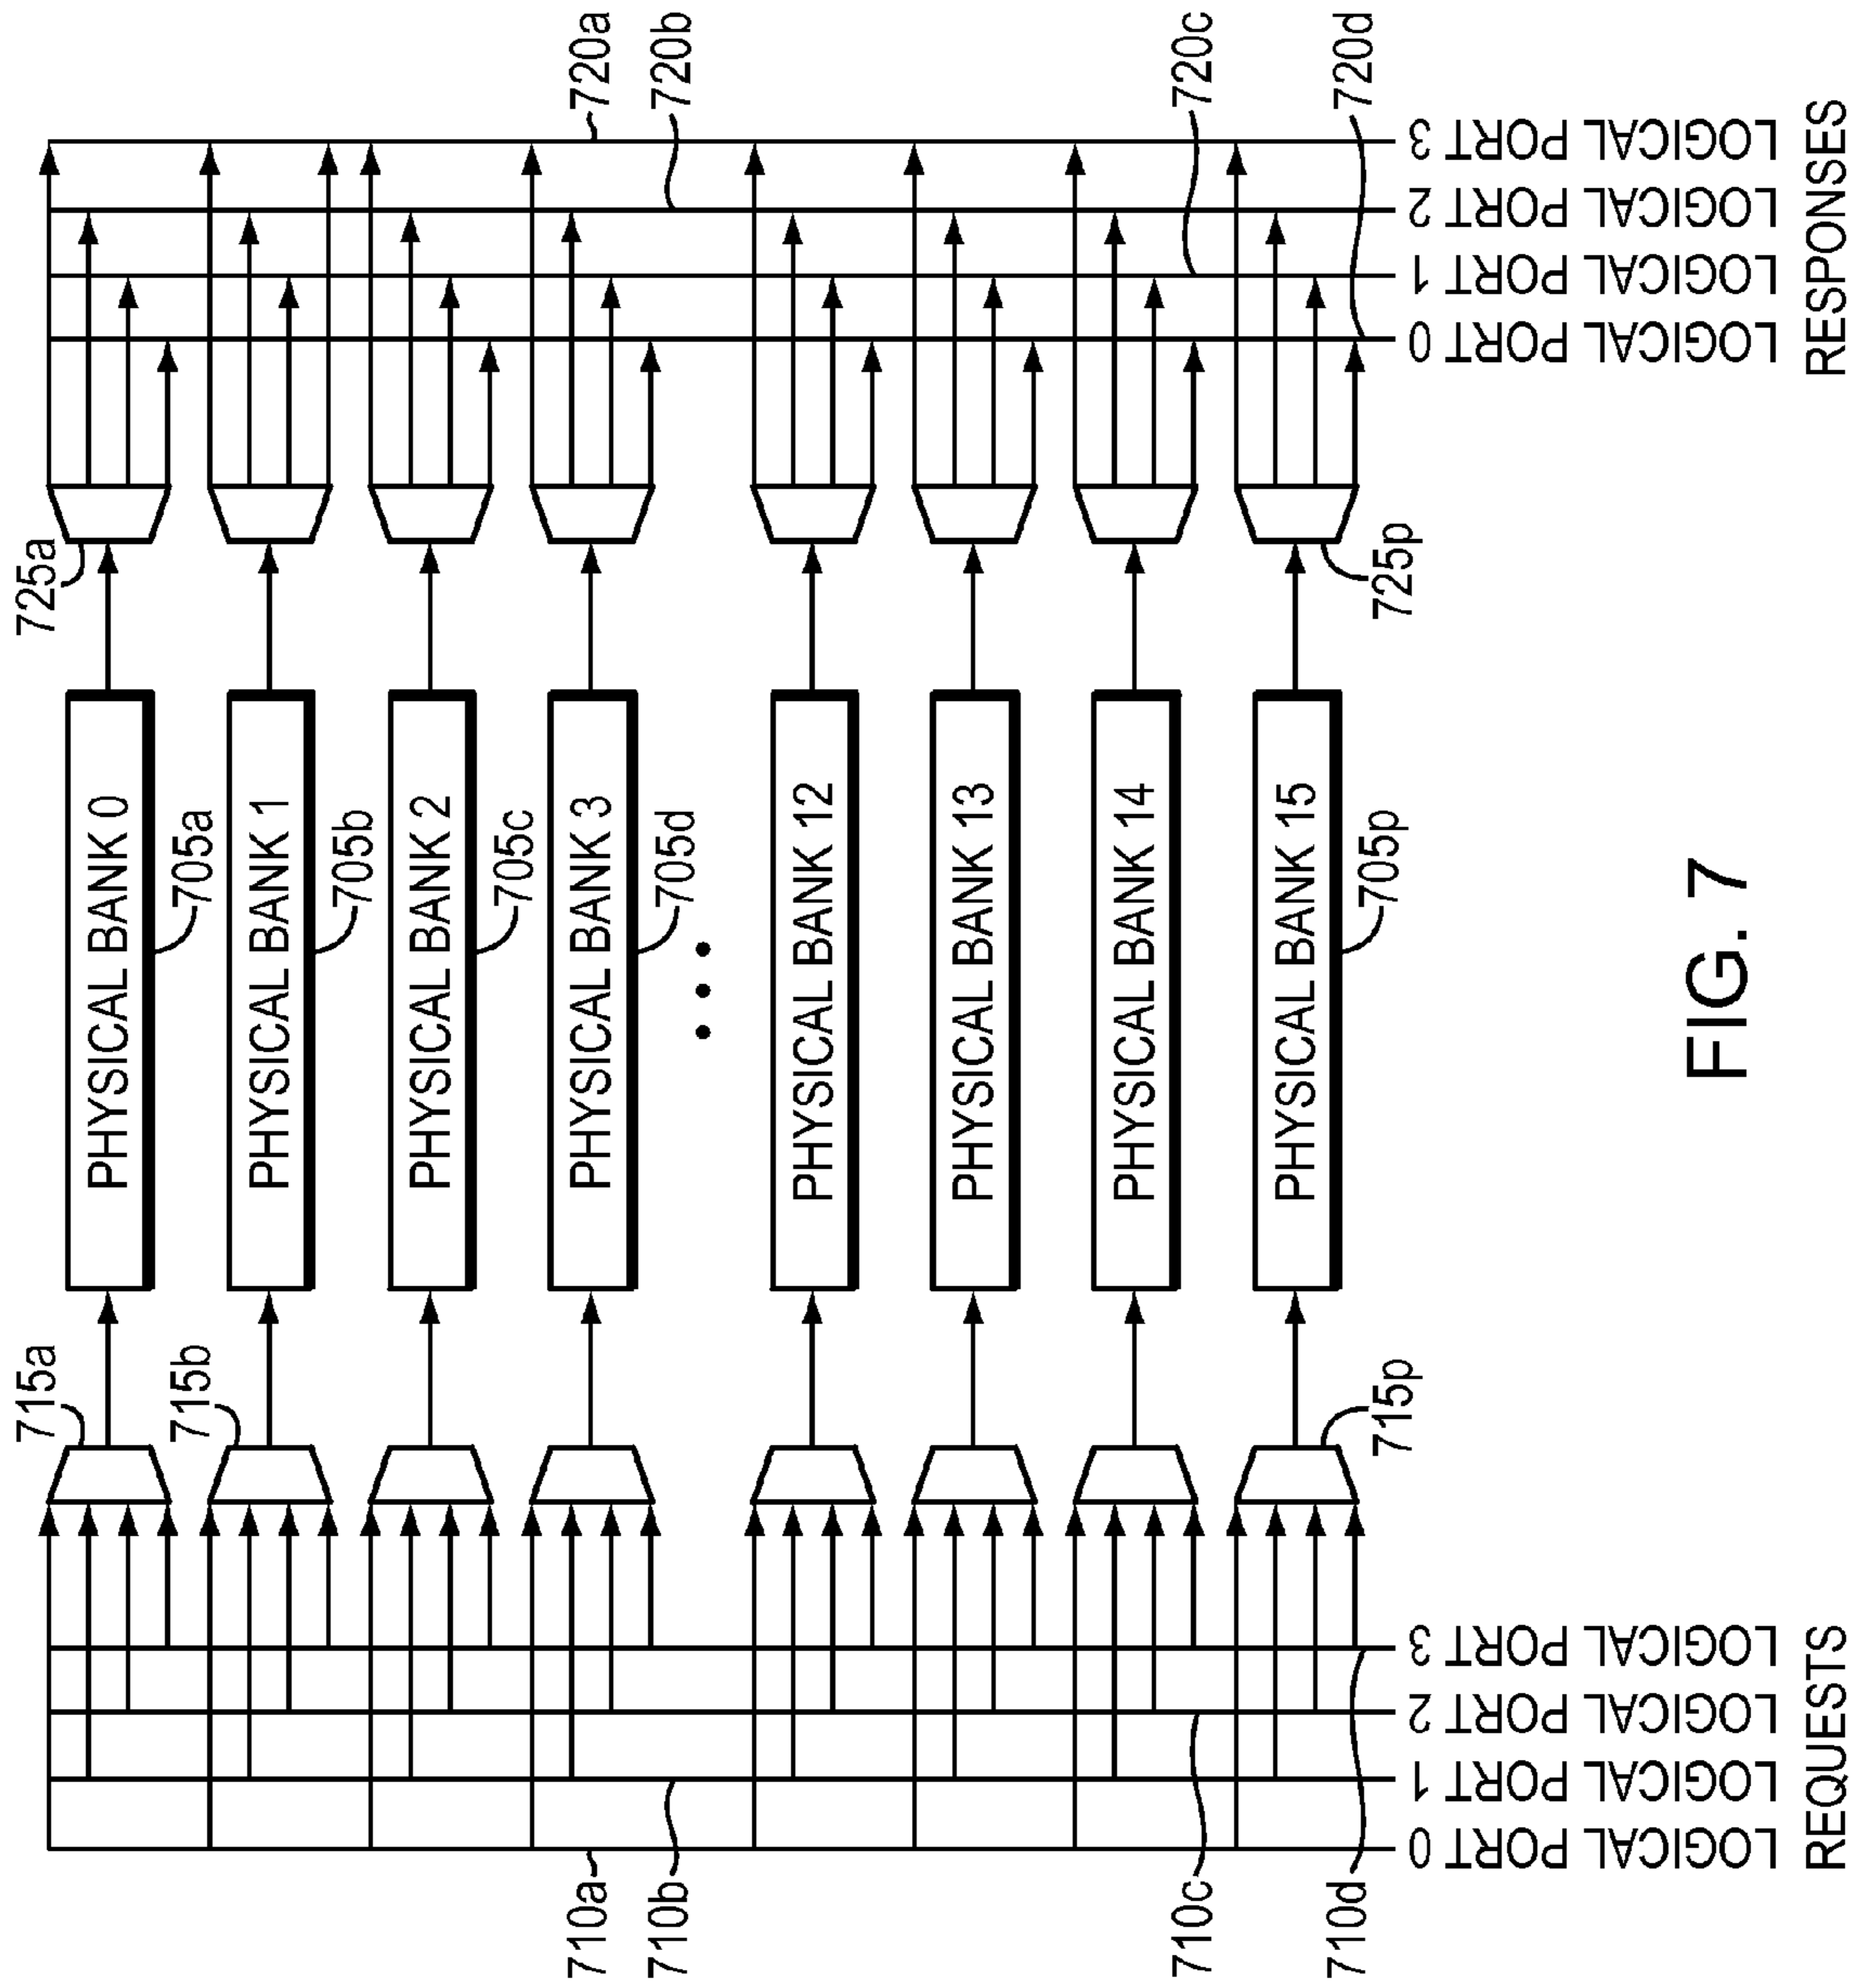 715a
PHYSICAL BANK 0
705a
725a
715b
PHYSICAL BANK 1
705b
PHYSICAL BANK 2
705c
PHYSICAL BANK 3
705d
710a
720a
710b
720b
PHYSICAL BANK 12
PHYSICAL BANK 13
PHYSICAL BANK 14
PHYSICAL BANK 15
705p
715p
725p
710c
720c
710d
720d
LOGICAL PORT 0
LOGICAL PORT 1
LOGICAL PORT 2
LOGICAL PORT 3
REQUESTS
LOGICAL PORT 0
LOGICAL PORT 1
LOGICAL PORT 2
LOGICAL PORT 3
RESPONSES
FIG. 7